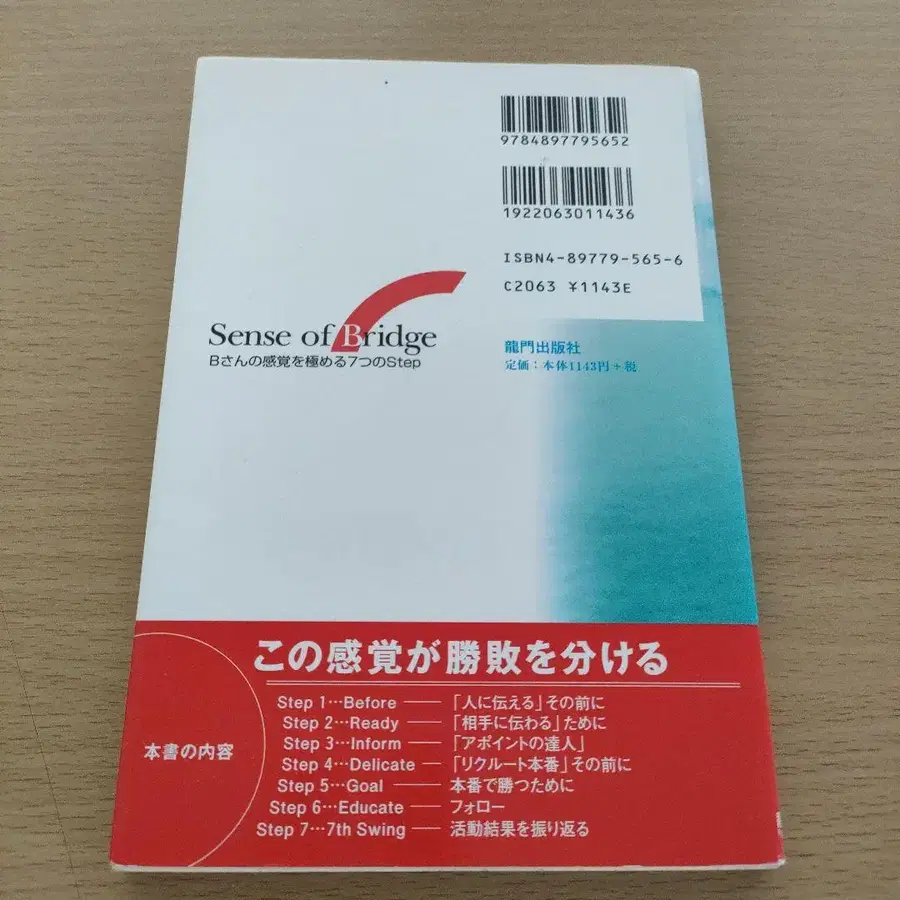 9784897795652
1922063011436
ISBN4-89779-565-6
C2063 ¥1143E
Sense of Bridge
Bさんの感覚を極める7つのStep
龍門出版社
定価：本体1143円+税
この感覚が勝敗を分ける
本書の内容
Step 1…Before ── 「人に伝える」その前に
Step 2…Ready ── 「相手に伝わる」ために
Step 3…Inform ── 「アポイントの達人」
Step 4…Delicate ── 「リクルート本番」その前に
Step 5…Goal ── 本番で勝つために
Step 6…Educate ── フォロー
Step 7…7th Swing ── 活動結果を振り返る